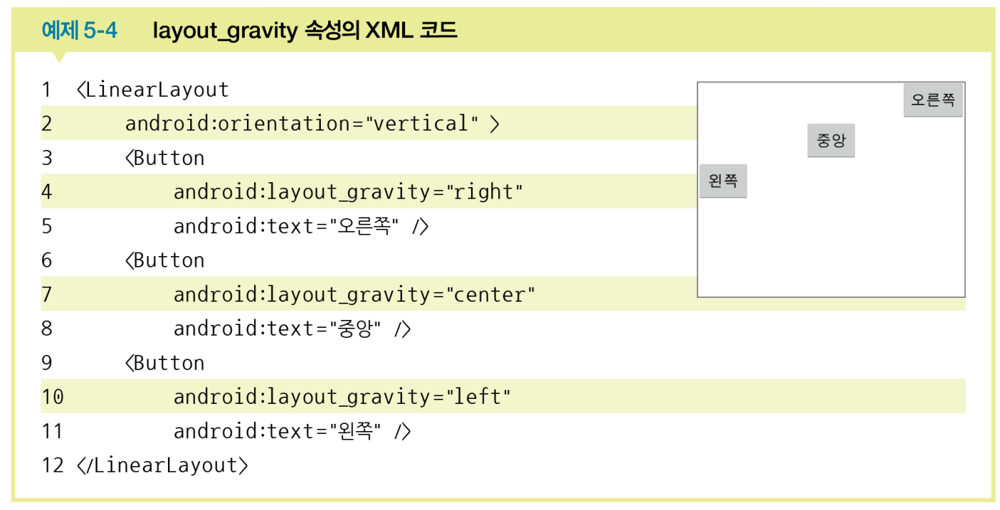 예제 5-4 layout_gravity 속성의 XML 코드
1 <LinearLayout
2 android:orientation="vertical" >
3 <Button
4 android:layout_gravity="right"
5 android:text="오른쪽" />
6 <Button
7 android:layout_gravity="center"
8 android:text="중앙" />
9 <Button
10 android:layout_gravity="left"
11 android:text="왼쪽" />
12 </LinearLayout>
오른쪽
중앙
왼쪽